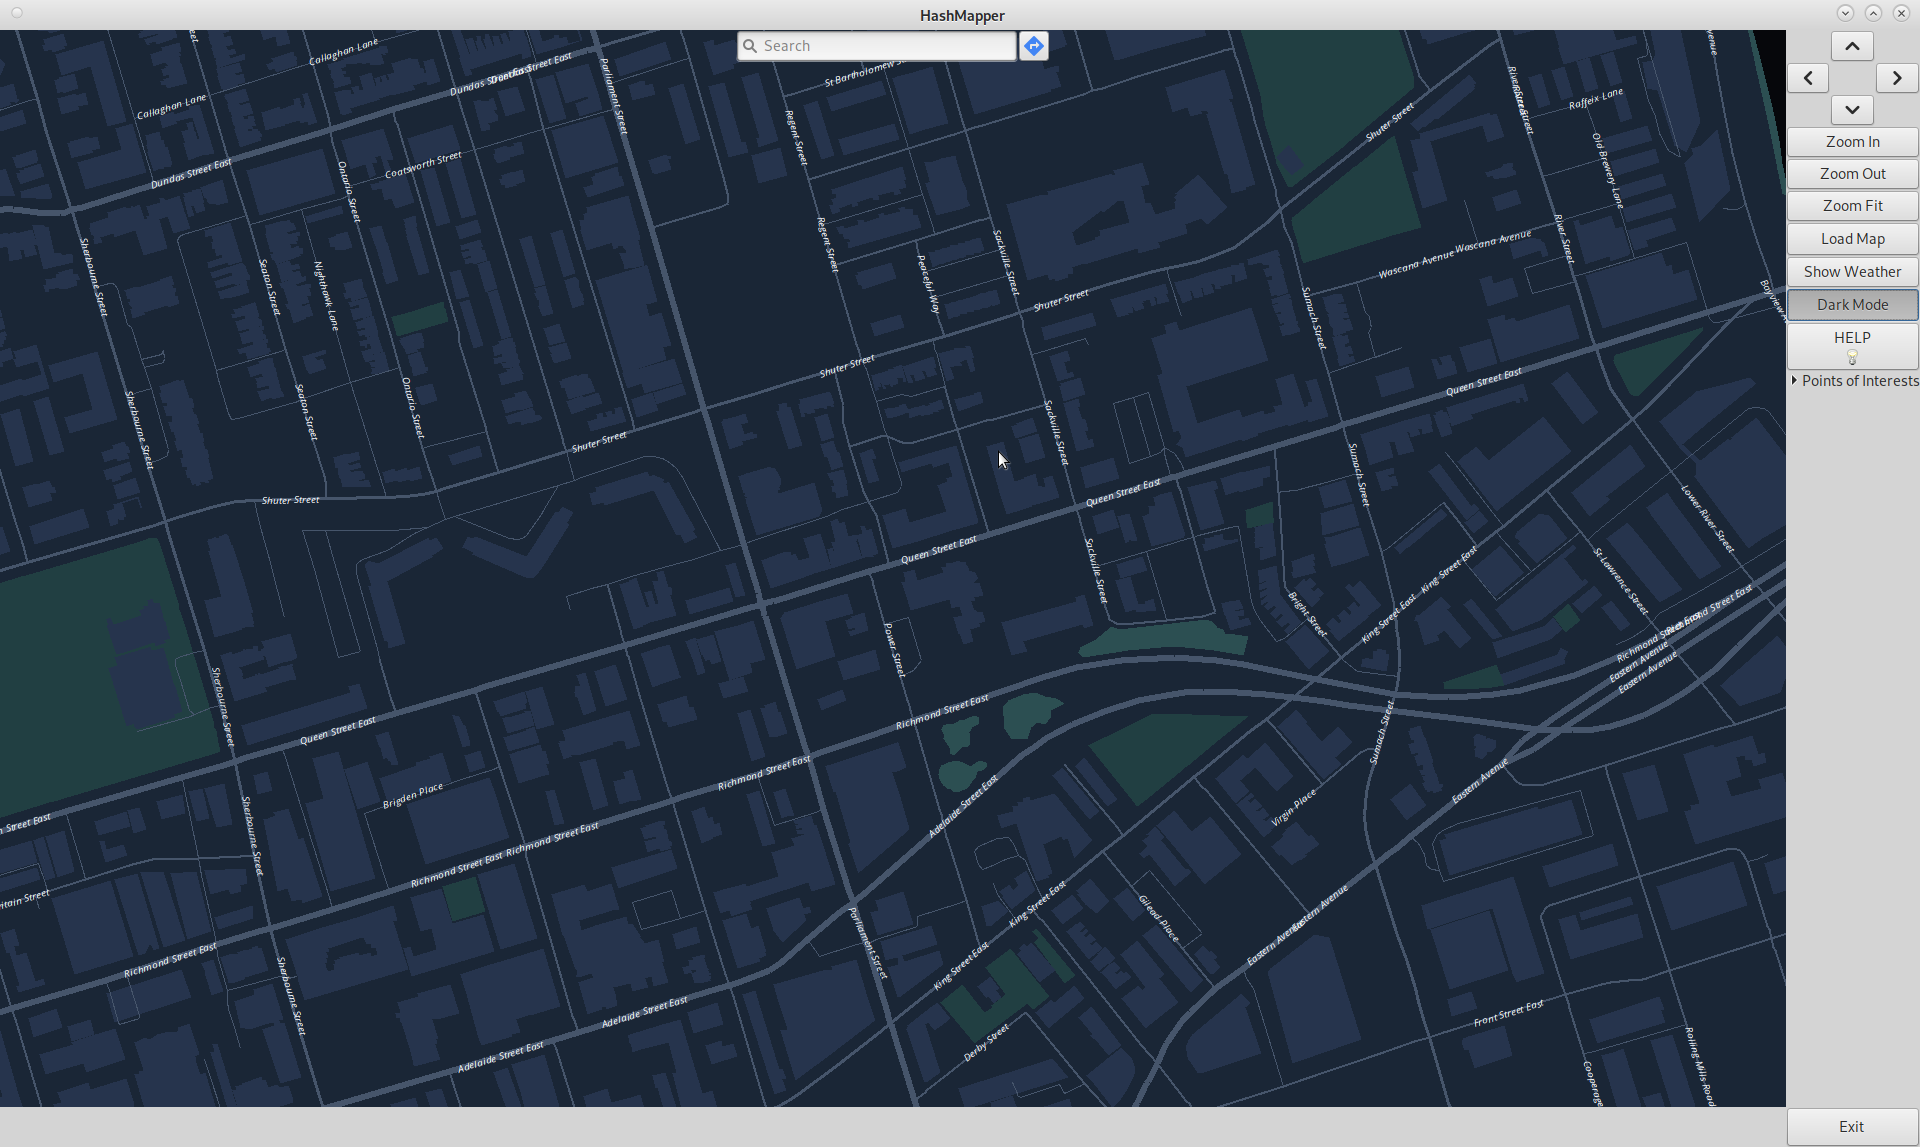 HashMapper
Search
Zoom In
Zoom Out
Zoom Fit
Load Map
Show Weather
Dark Mode
HELP
Points of Interests
Exit
Callaghan Lane
Callaghan Lane
Dundas Street East
Dundas Street East
Coatsworth Street
Parliament Street
St Bartholomew
Regent Street
Regent Street
Ontario Street
Ontario Street
Sherbourne Street
Sherbourne Street
Seaton Street
Seaton Street
Nighthawk Lane
Peaceful Way
Sackville Street
Shuter Street
River Street
Raffeix Lane
Old Brewery Lane
River Street
Wascana Avenue
Wascana Avenue
Shuter Street
Sumach Street
Shuter Street
Queen Street East
Shuter Street
Sackville Street
Sumach Street
Shuter Street
Queen Street East
Lower River Street
Queen Street East
Sackville Street
King Street East
St Lawrence Street
King Street East
Bright Street
Richmond Street East
Eastern Avenue
Eastern Avenue
Power Street
Sherbourne Street
Richmond Street East
Queen Street East
Sumach Street
Richmond Street East
Eastern Avenue
Brigden Place
Adelaide Street East
Virgin Place
Street East
Sherbourne Street
Richmond Street East
Richmond Street East
Street
King Street East
Gilead Place
Eastern Avenue
Eastern Avenue
Parliament Street
Richmond Street East
King Street East
Sherbourne Street
Adelaide Street East
Front Street East
Derby Street
Adelaide Street East
Rolling Mills Road
Cooperage